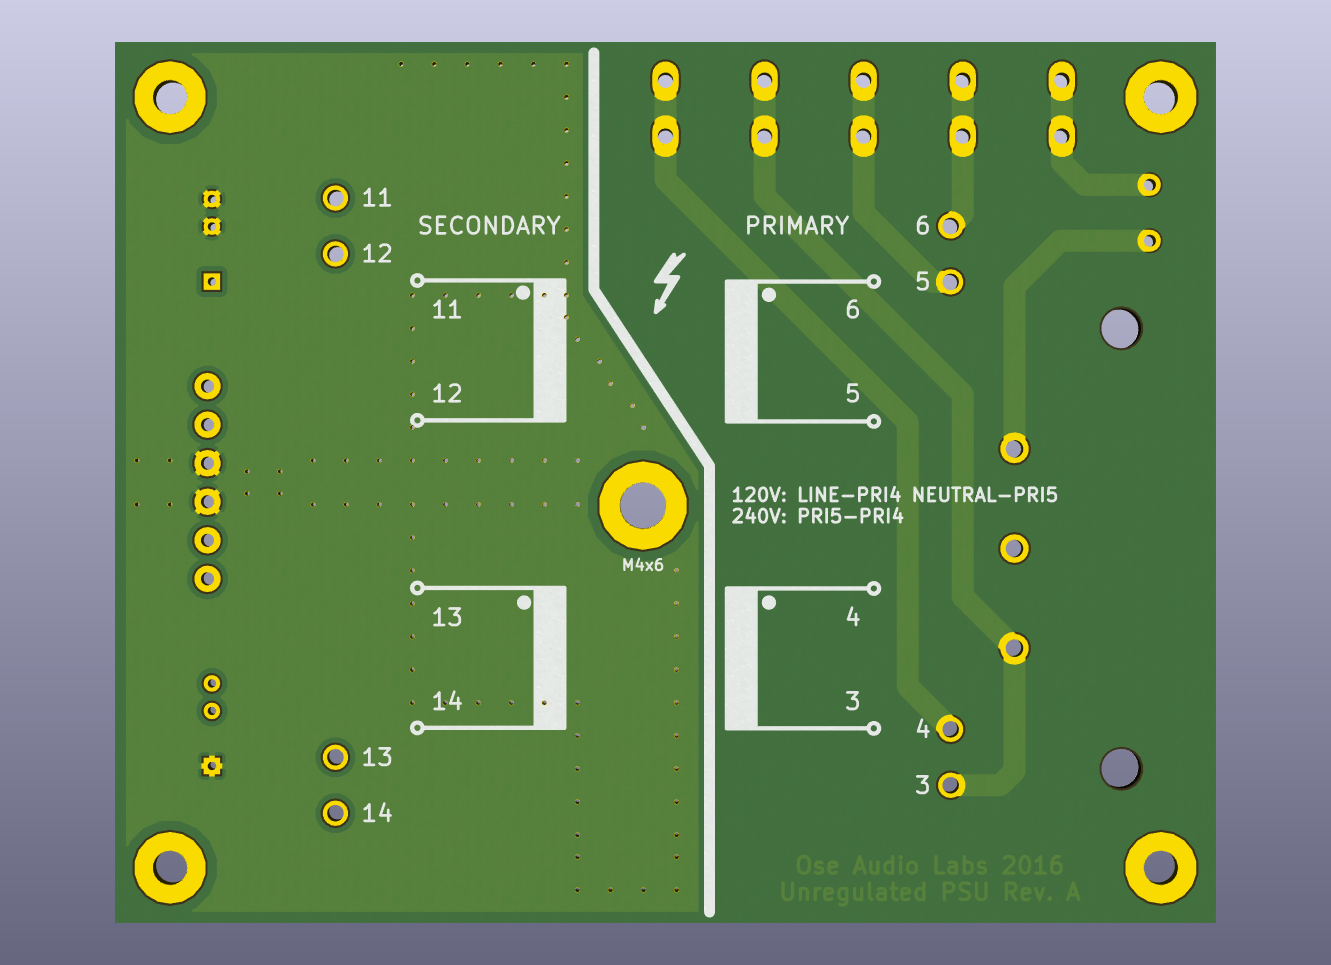 11
12
SECONDARY
PRIMARY
6
5
11
12
6
5
120V: LINE-PRI4 NEUTRAL-PRI5
240V: PRI5-PRI4
M4x6
13
14
4
3
13
14
4
3
Ose Audio Labs 2016
Unregulated PSU Rev. A